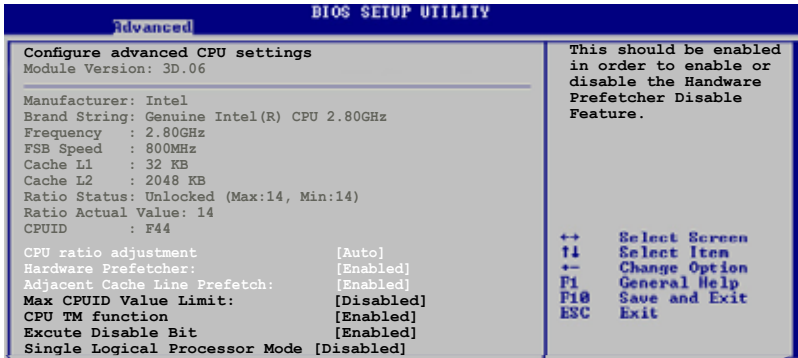 BIOS SETUP UTILITY
Advanced
Configure advanced CPU settings
Module Version: 3D.06
Manufacturer: Intel
Brand String: Genuine Intel(R) CPU 2.80GHz
Frequency : 2.80GHz
FSB Speed : 800MHz
Cache L1 : 32 KB
Cache L2 : 2048 KB
Ratio Status: Unlocked (Max:14, Min:14)
Ratio Actual Value: 14
CPUID : F44
CPU ratio adjustment [Auto]
Hardware Prefetcher: [Enabled]
Adjacent Cache Line Prefetch: [Enabled]
Max CPUID Value Limit: [Disabled]
CPU TM function [Enabled]
Excute Disable Bit [Enabled]
Single Logical Processor Mode [Disabled]
This should be enabled
in order to enable or
disable the Handware
Prefetcher Disable
Feature.
↔ Select Screen
↑↓ Select Item
+- Change Option
F1 General Help
F10 Save and Exit
ESC Exit